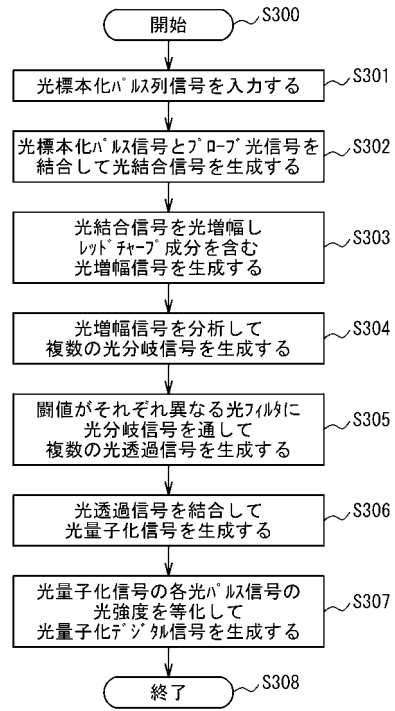 開始
S300
光標本化ﾊﾟﾙｽ列信号を入力する
S301
光標本化ﾊﾟﾙｽ信号とﾌﾟﾛｰﾌﾞ光信号を
結合して光結合信号を生成する
S302
光結合信号を光増幅し
ﾚｯﾄﾞﾁｬｰﾌﾟ成分を含む
光増幅信号を生成する
S303
光増幅信号を分析して
複数の光分岐信号を生成する
S304
閾値がそれぞれ異なる光ﾌｨﾙﾀに
光分岐信号を通して
複数の光透過信号を生成する
S305
光透過信号を結合して
光量子化信号を生成する
S306
光量子化信号の各光ﾊﾟﾙｽ信号の
光強度を等化して
光量子化ﾃﾞｼﾞﾀﾙ信号を生成する
S307
終了
S308